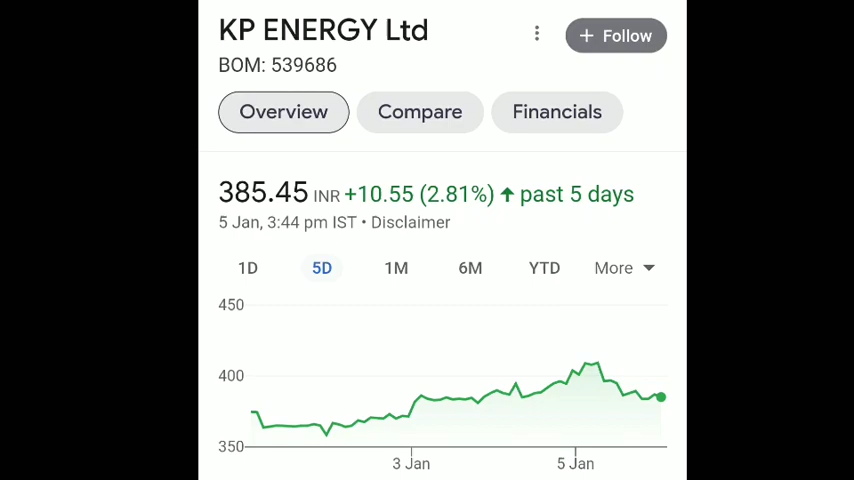 KP ENERGY Ltd
+ Follow
BOM: 539686
Overview Compare Financials
385.45 INR +10.55 (2.81%) ↑ past 5 days
5 Jan, 3:44 pm IST • Disclaimer
1D 5D 1M 6M YTD More
450
400
350
3 Jan 5 Jan